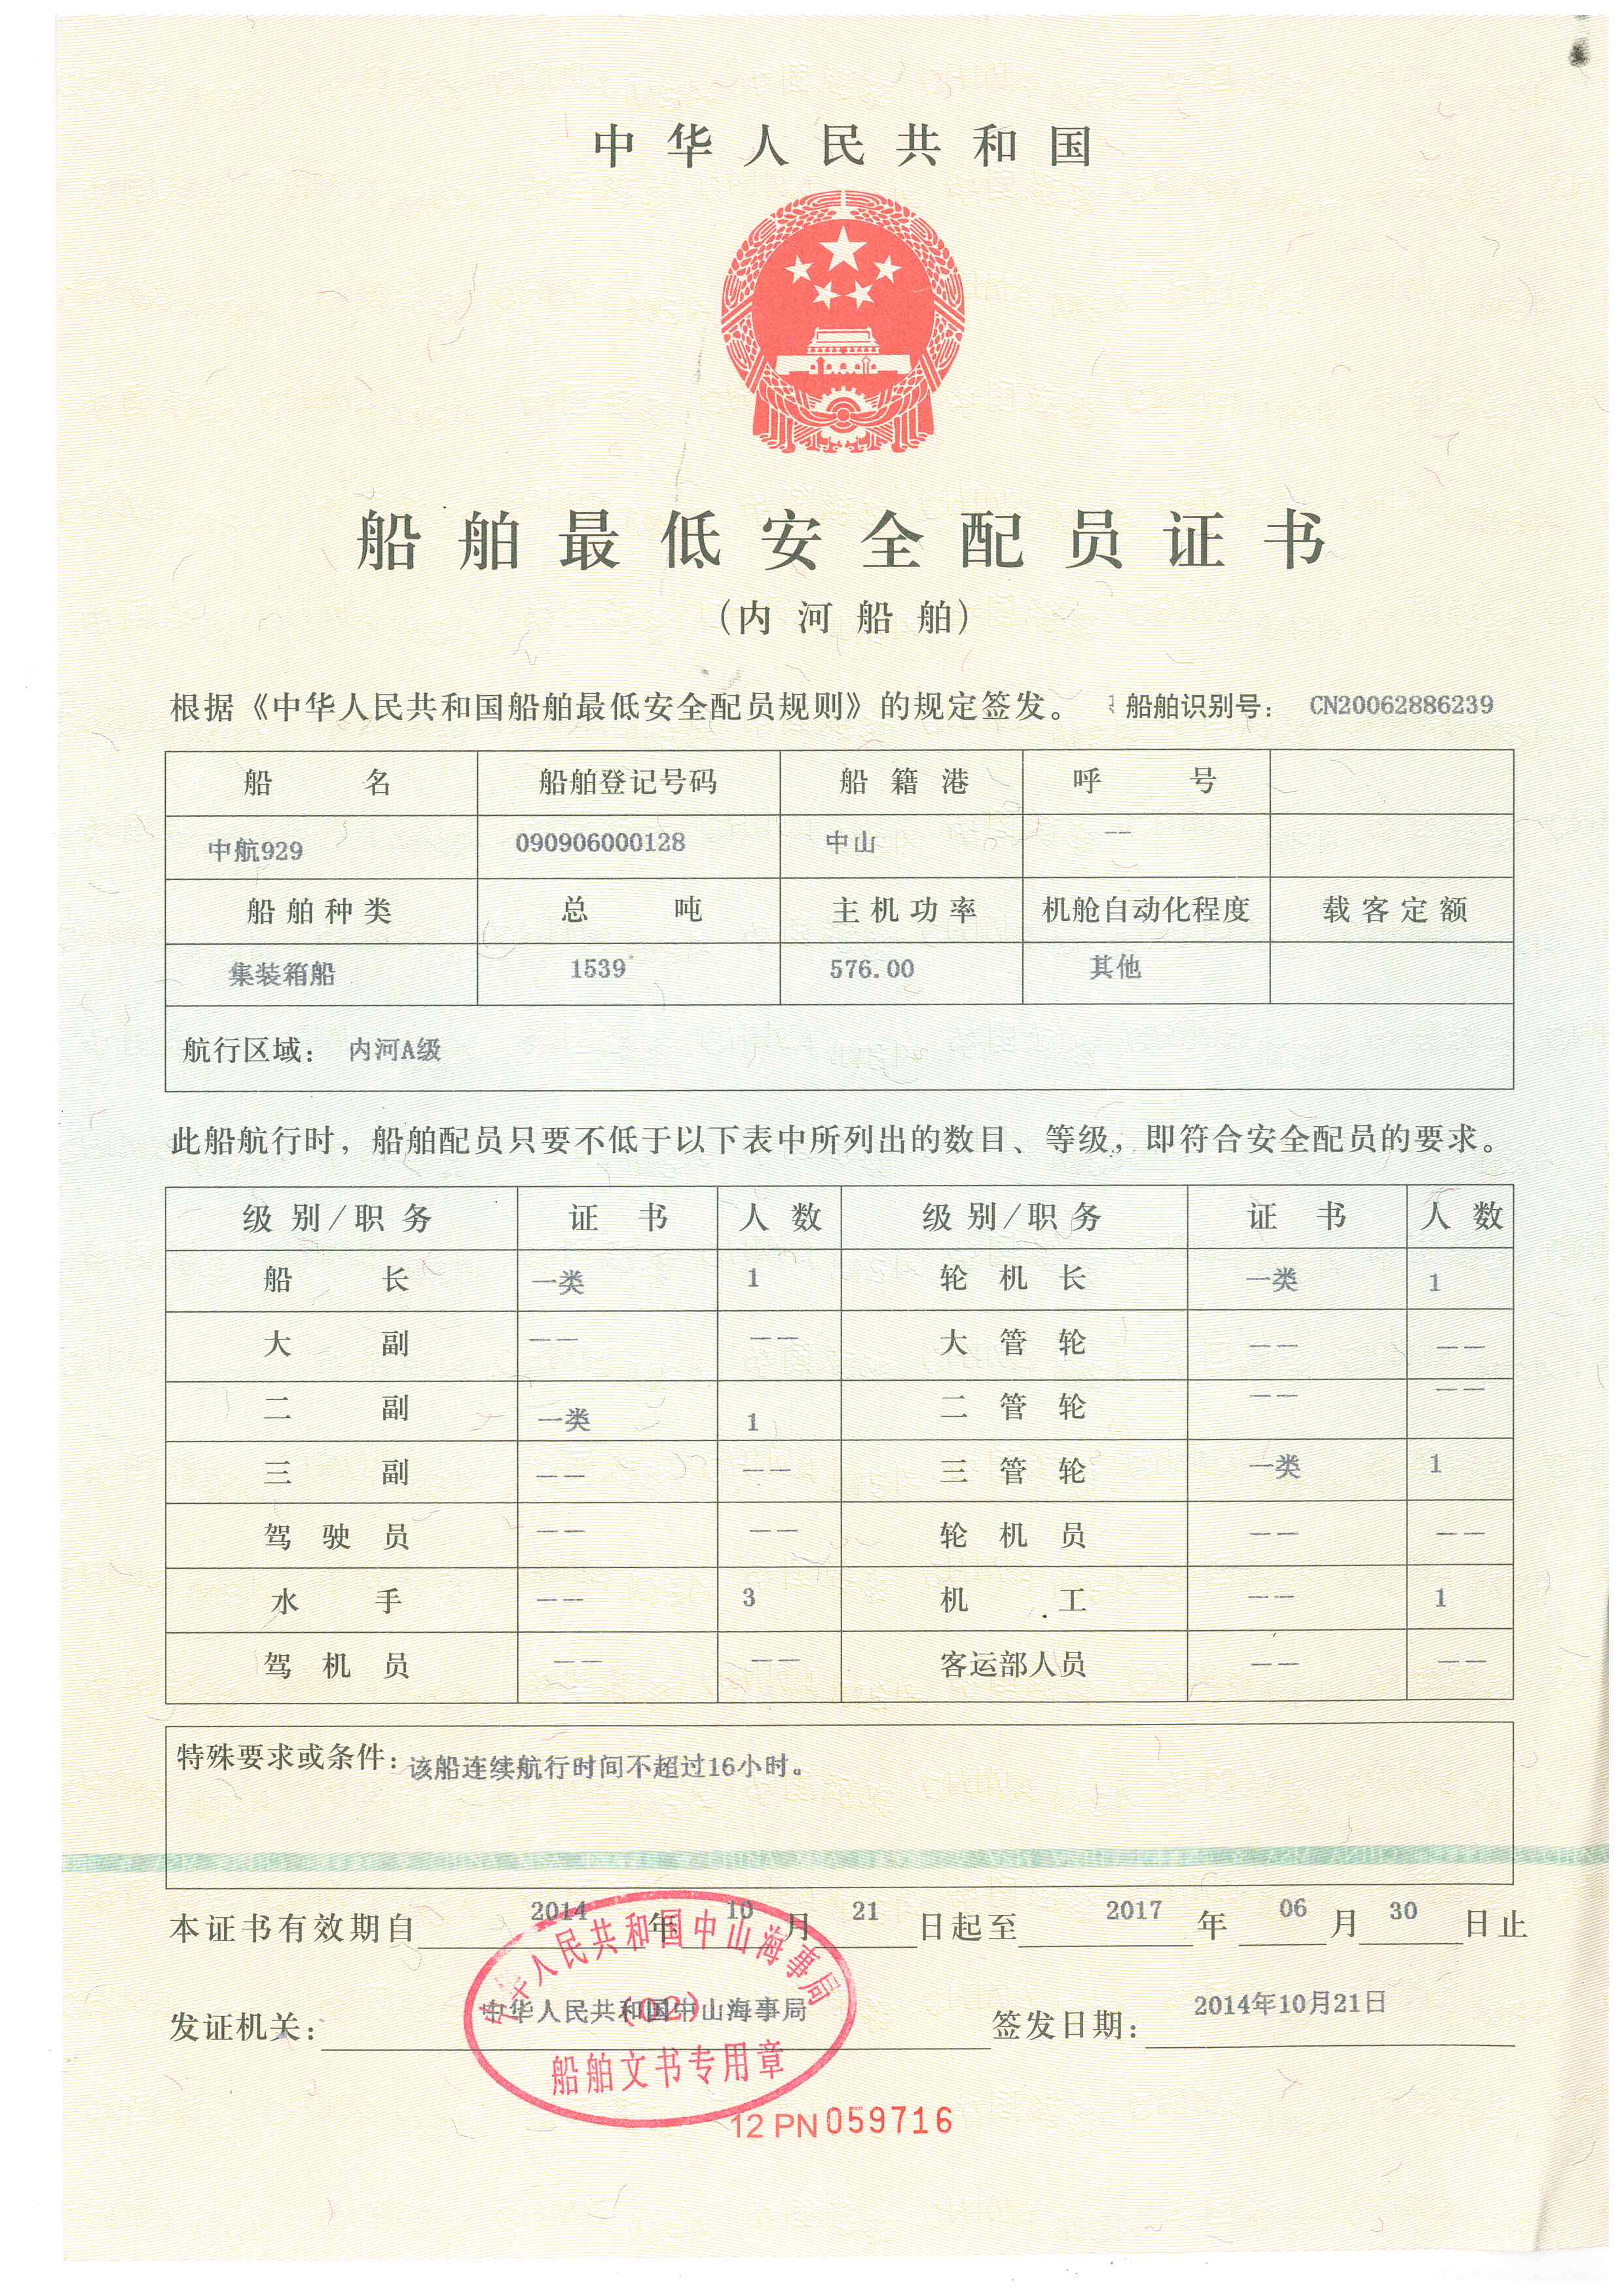 中华人民共和国
船舶最低安全配员证书
(内河船舶)
根据《中华人民共和国船舶最低安全配员规则》的规定签发。 船舶识别号： CN20062886239
船名 船舶登记号码 船籍港 呼号
中航929 090906000128 中山 --
船舶种类 总吨 主机功率 机舱自动化程度 载客定额
集装箱船 1539 576.00 其他
航行区域： 内河A级
此船航行时，船舶配员只要不低于以下表中所列出的数目、等级，即符合安全配员的要求。
级别/职务 证书 人数 级别/职务 证书 人数
船长 一类 1 轮机长 一类 1
大副 -- -- 大管轮 -- --
二副 一类 1 二管轮 -- --
三副 -- -- 三管轮 一类 1
驾驶员 -- -- 轮机员 -- --
水手 -- 3 机工 -- 1
驾机员 -- -- 客运部人员 -- --
特殊要求或条件：该船连续航行时间不超过16小时。
本证书有效期自2014年10月21日起至2017年06月30日止
发证机关：中华人民共和国中山海事局 签发日期：2014年10月21日
中华人民共和国中山海事局
(02)
船舶文书专用章
12 PN 059716